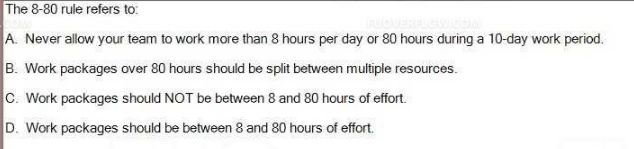 The 8-80 rule refers to:
A. Never allow your team to work more than 8 hours per day or 80 hours during a 10-day work period.
B. Work packages over 80 hours should be split between multiple resources.
C. Work packages should NOT be between 8 and 80 hours of effort.
D. Work packages should be between 8 and 80 hours of effort.